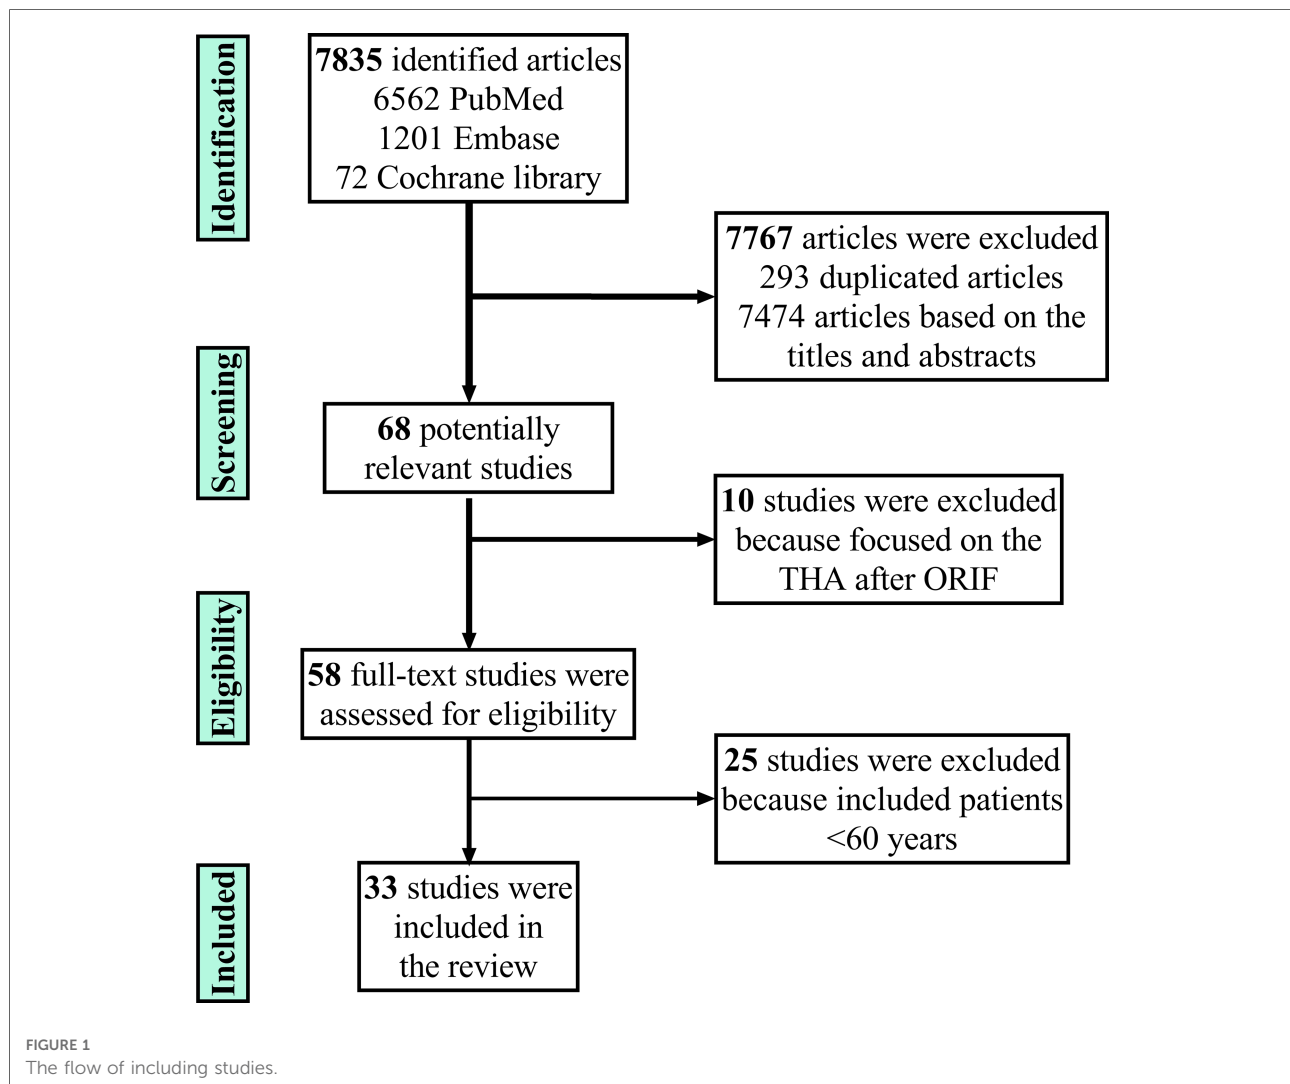 Identification
7835 identified articles
6562 PubMed
1201 Embase
72 Cochrane library
7767 articles were excluded
293 duplicated articles
7474 articles based on the
titles and abstracts
Screening
68 potentially
relevant studies
10 studies were excluded
because focused on the
THA after ORIF
Eligibility
58 full-text studies were
assessed for eligibility
25 studies were excluded
because included patients
<60 years
Included
33 studies were
included in
the review
FIGURE 1
The flow of including studies.